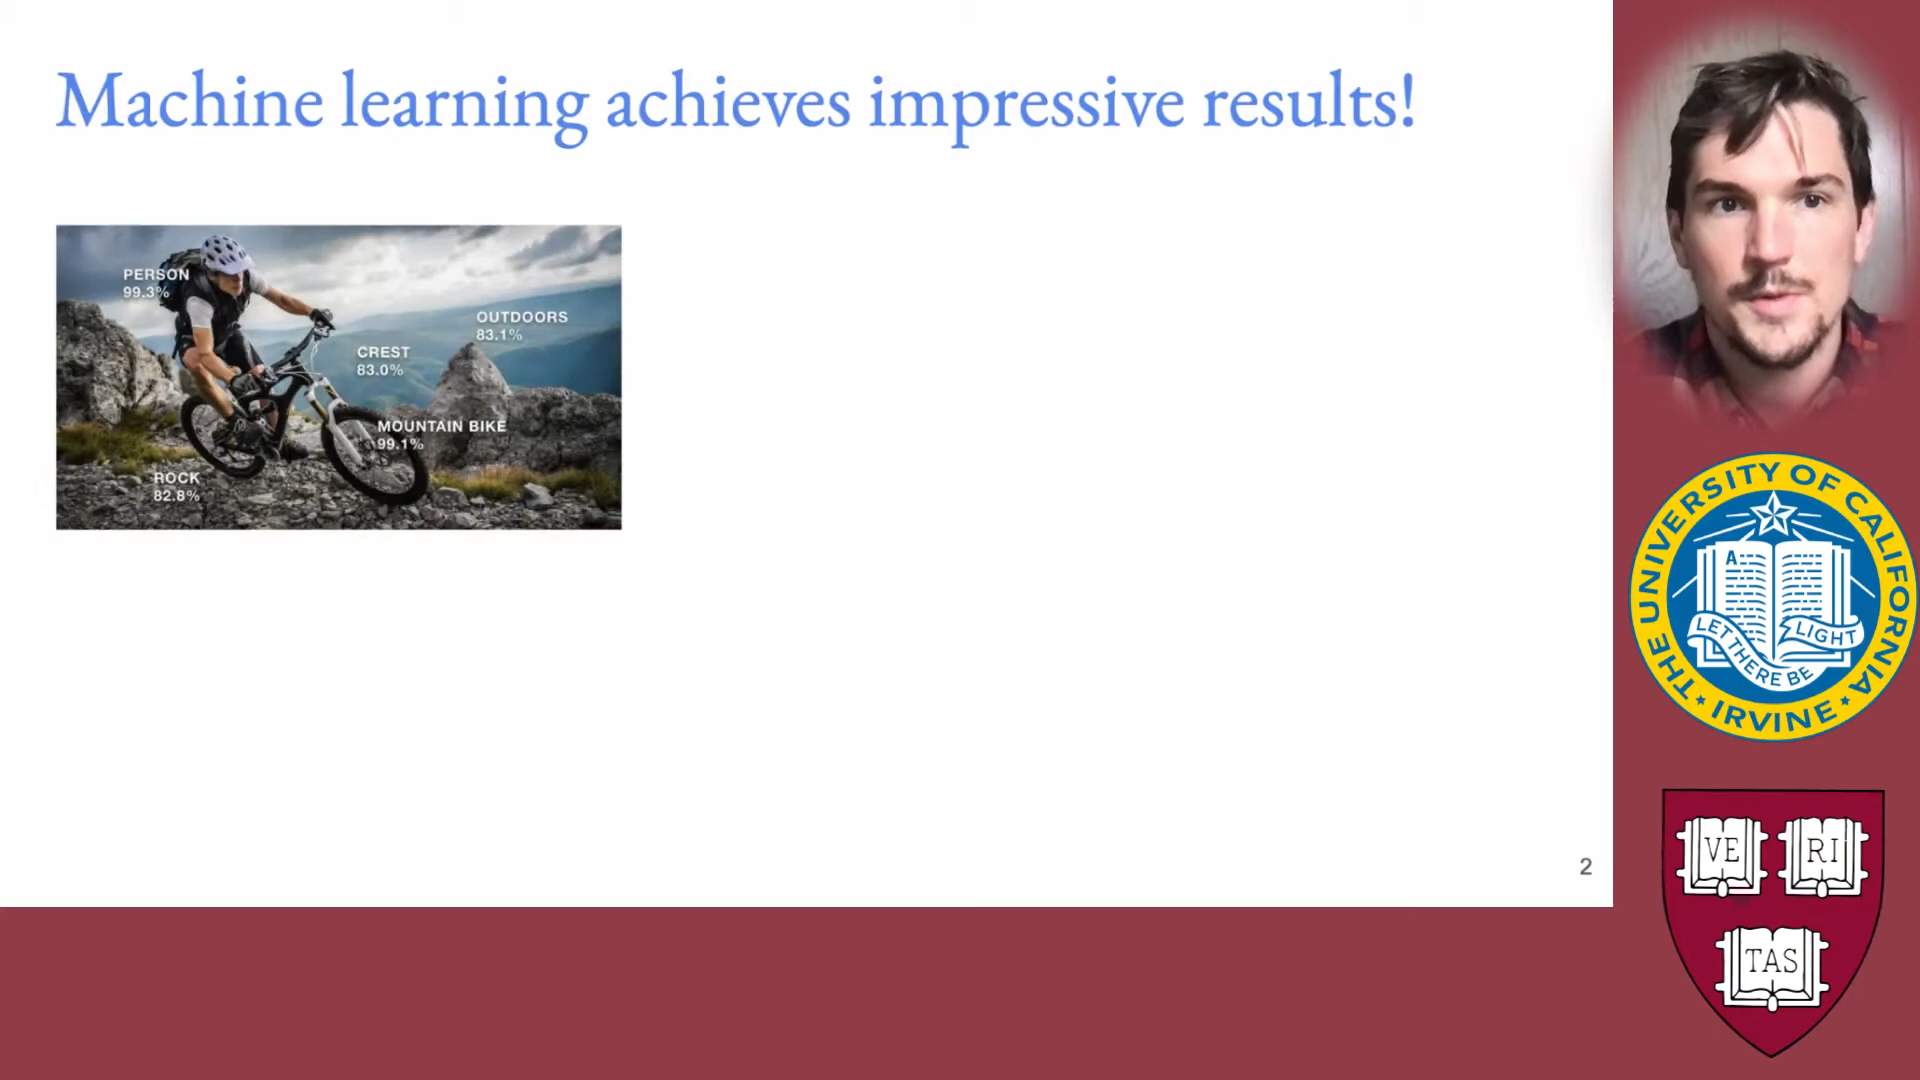 Machine learning achieves impressive results!
PERSON
99.3%
OUTDOORS
83.1%
CREST
83.0%
MOUNTAIN BIKE
99.1%
ROCK
82.8%
2
THE UNIVERSITY OF CALIFORNIA
IRVINE
A
LET THERE BE LIGHT
VE RI
TAS